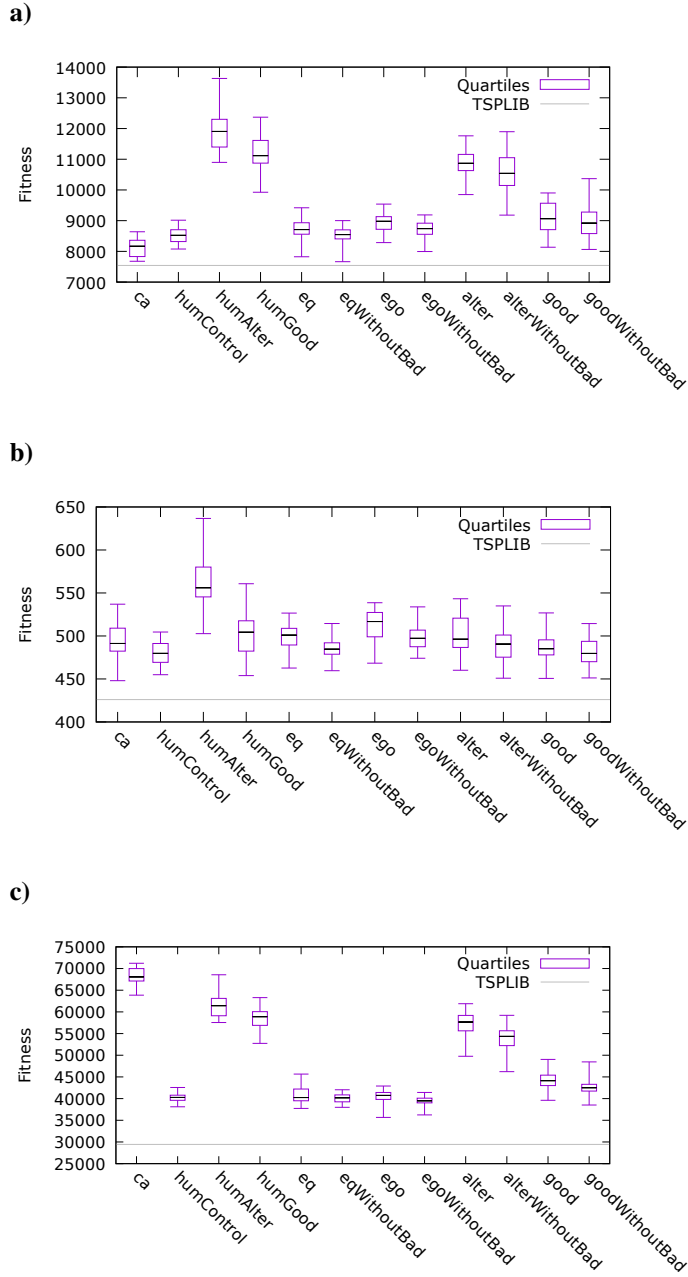 a)
14000
13000
12000
11000
10000
9000
8000
7000
Fitness
Quartiles
TSPLIB
ca
humControl
humAlter
humGood
eq
eqWithoutBad
ego
egoWithoutBad
alter
alterWithoutBad
good
goodWithoutBad
b)
650
600
550
500
450
400
Fitness
Quartiles
TSPLIB
ca
humControl
humAlter
humGood
eq
eqWithoutBad
ego
egoWithoutBad
alter
alterWithoutBad
good
goodWithoutBad
c)
75000
70000
65000
60000
55000
50000
45000
40000
35000
30000
25000
Fitness
Quartiles
TSPLIB
ca
humControl
humAlter
humGood
eq
eqWithoutBad
ego
egoWithoutBad
alter
alterWithoutBad
good
goodWithoutBad